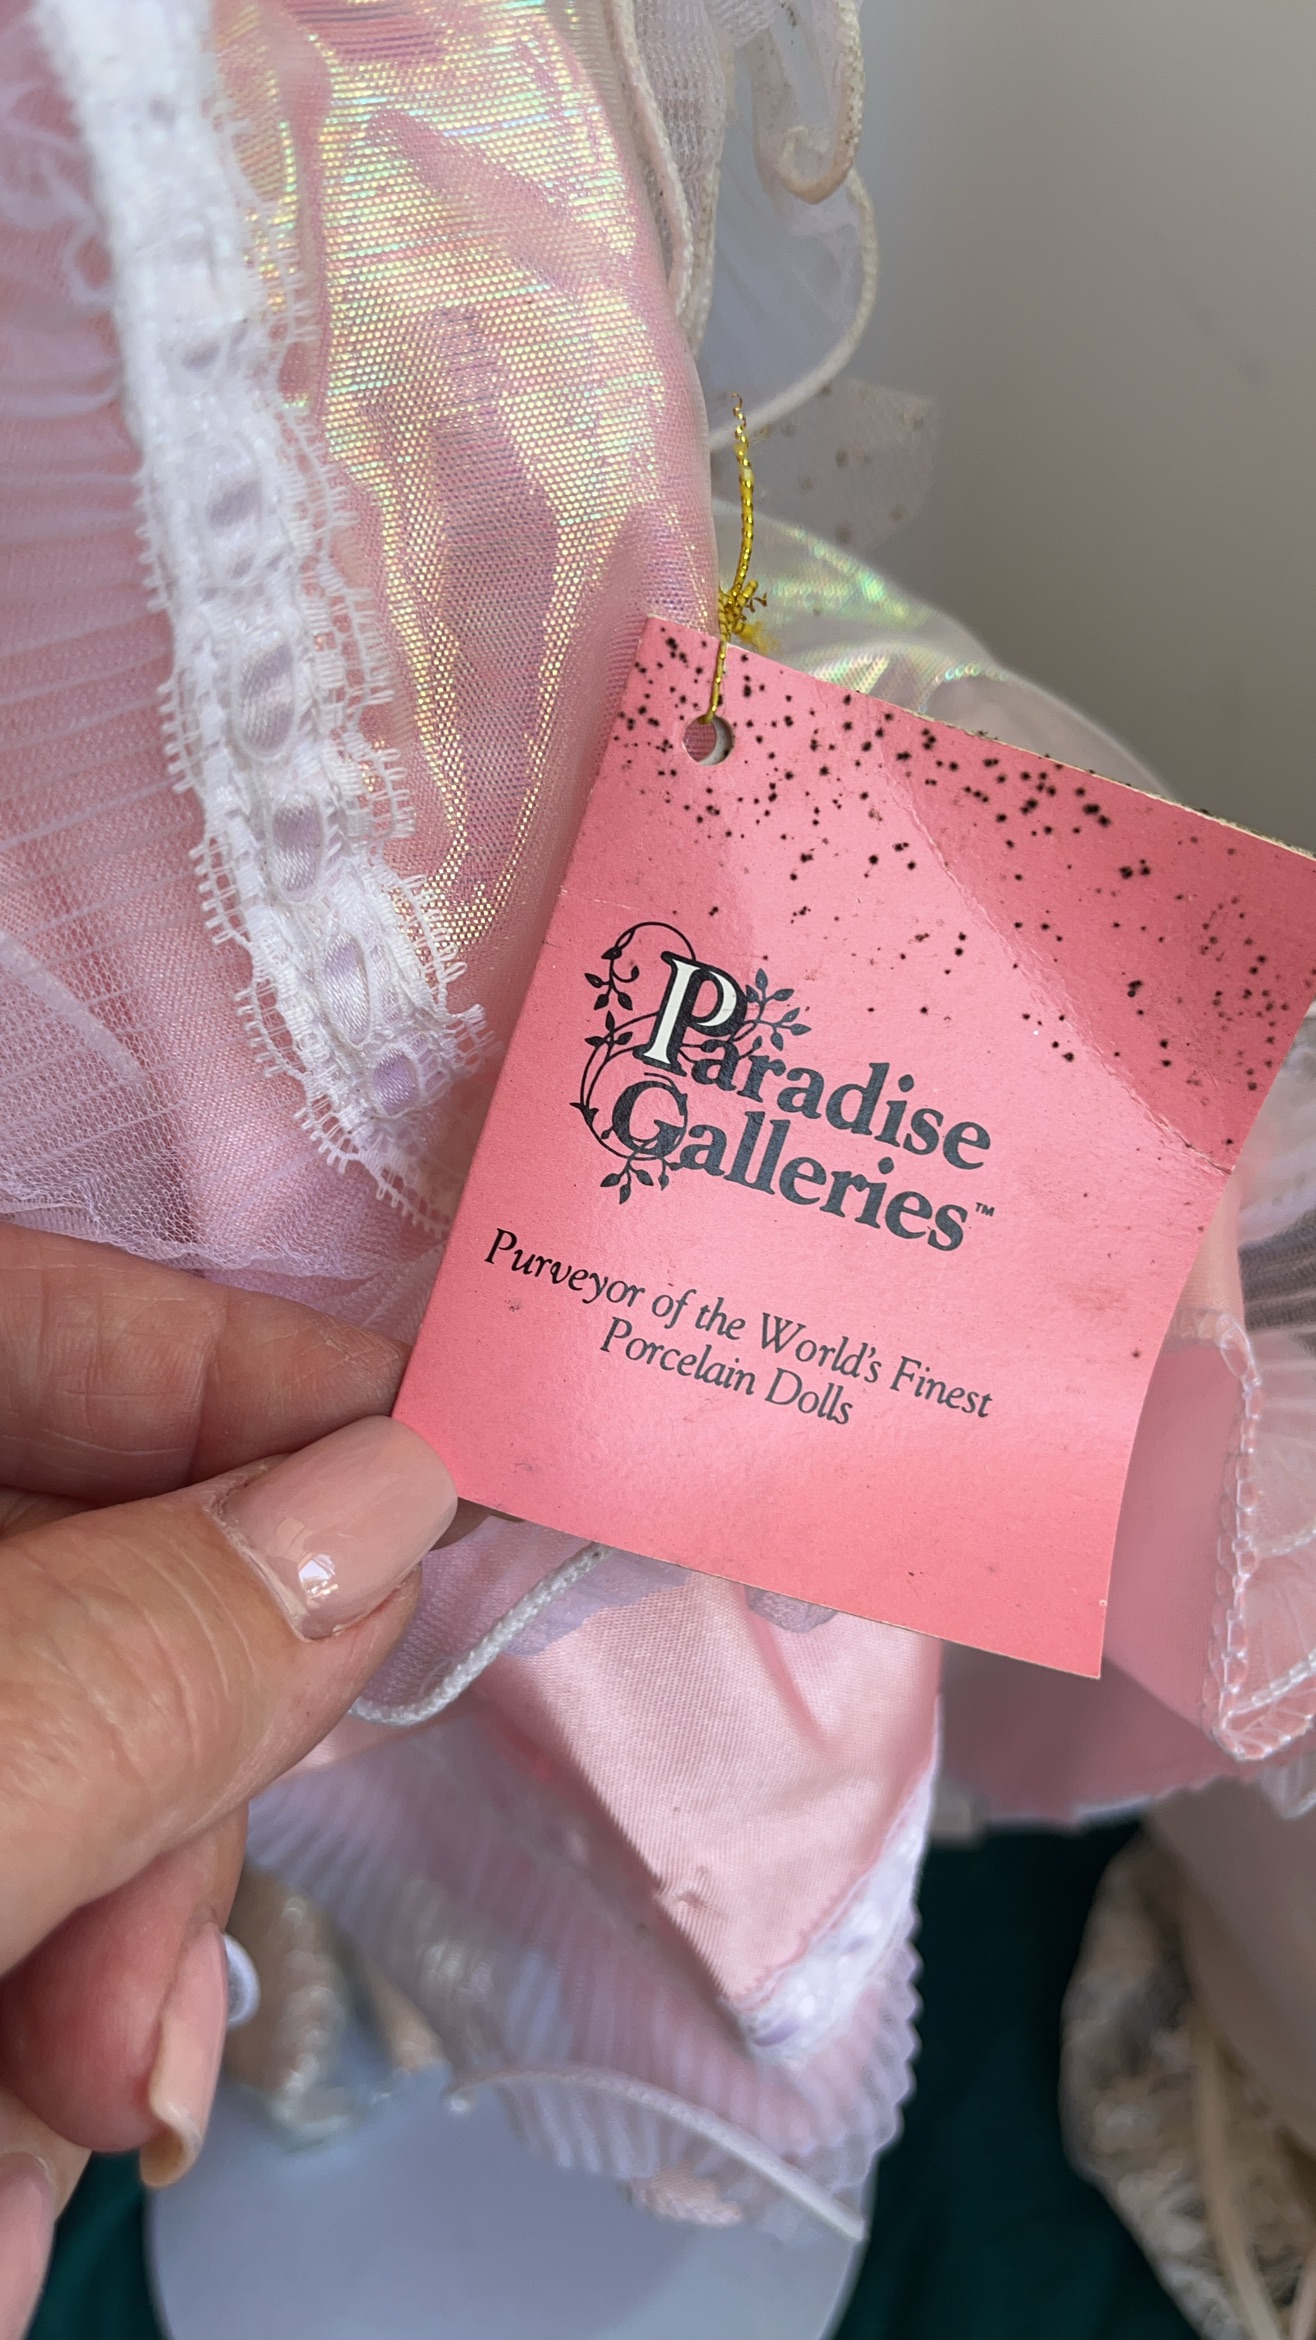 Paradise
Galleries™
Purveyor of the World's Finest
Porcelain Dolls